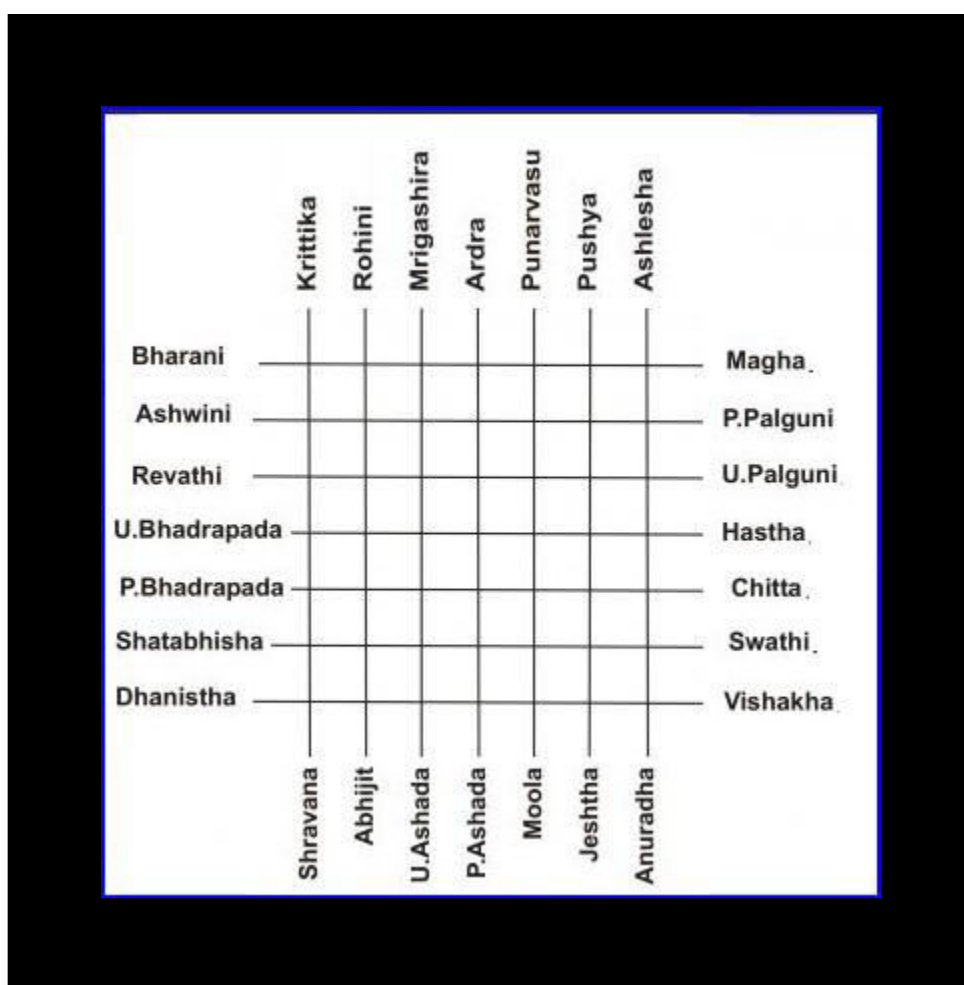 Krittika
Rohini
Mrigashira
Ardra
Punarvasu
Pushya
Ashlesha
Bharani Magha.
Ashwini P.Palguni
Revathi U.Palguni.
U.Bhadrapada Hastha.
P.Bhadrapada Chitta.
Shatabhisha Swathi.
Dhanistha Vishakha.
Shravana
Abhijit
U.Ashada
P.Ashada
Moola
Jeshtha
Anuradha